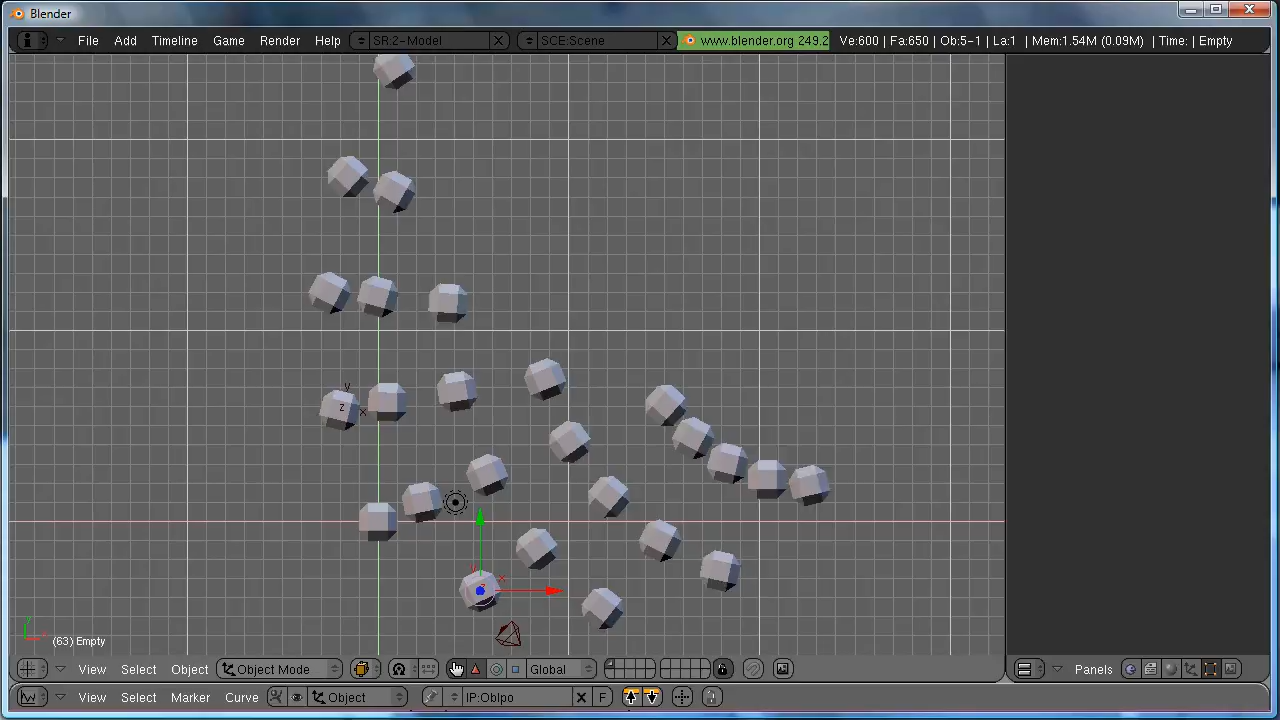 Blender
File Add Timeline Game Render Help SR:2-Model SCE:Scene www.blender.org 249.2 Ve:600 | Fa:650 | Ob:5-1 | La:1 | Mem:1.54M (0.09M) | Time: | Empty
y
z x
x
y
x
(63) Empty
View Select Object Object Mode Global Panels
View Select Marker Curve Object IP:ObIpo F